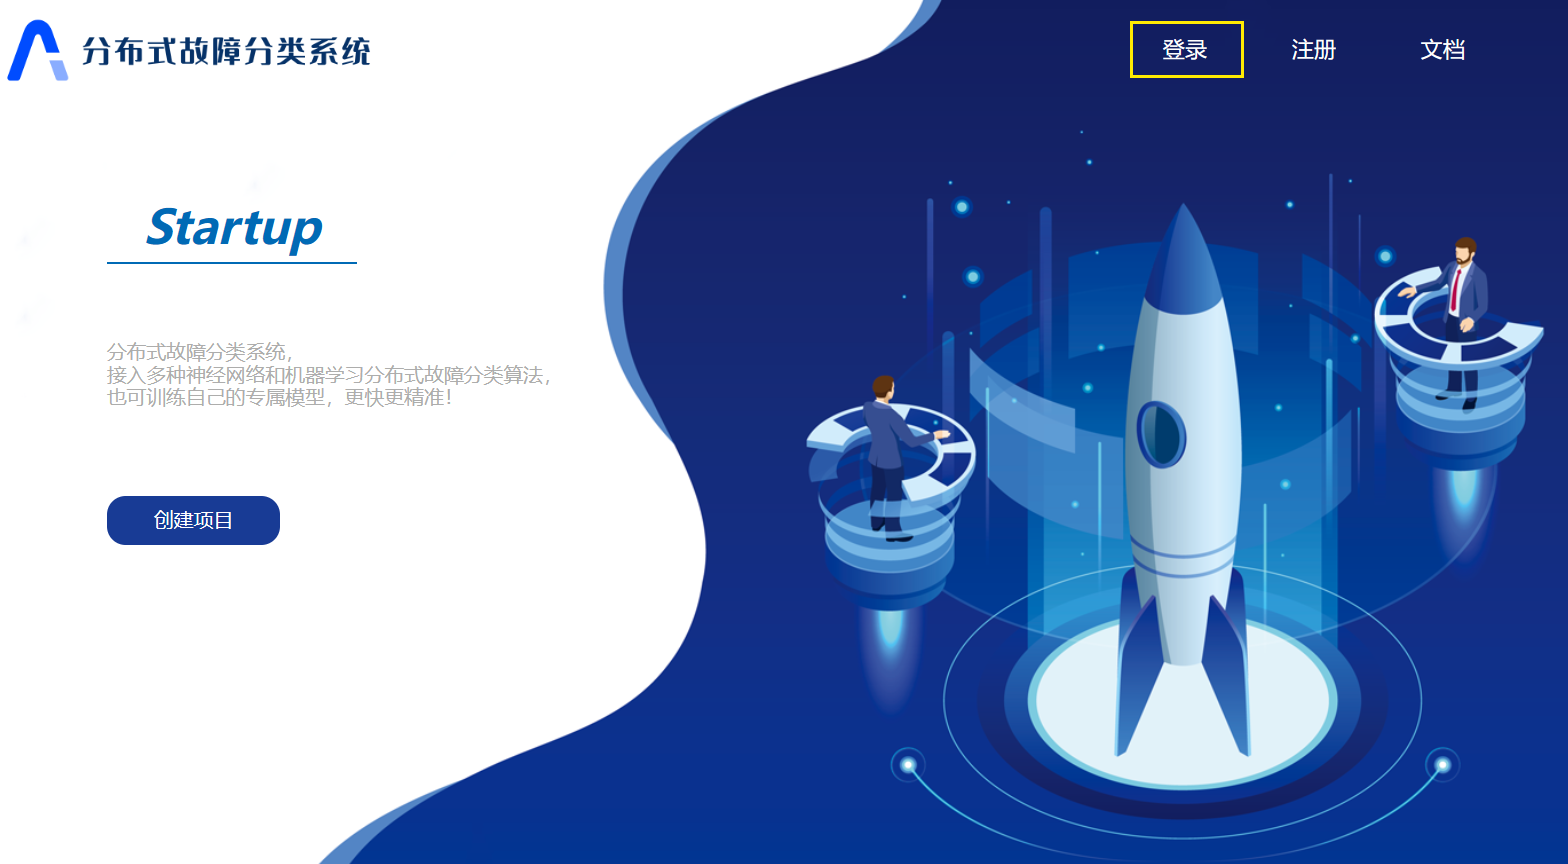 分布式故障分类系统
登录
注册
文档
Startup
分布式故障分类系统，
接入多种神经网络和机器学习分布式故障分类算法，
也可训练自己的专属模型，更快更精准！
创建项目